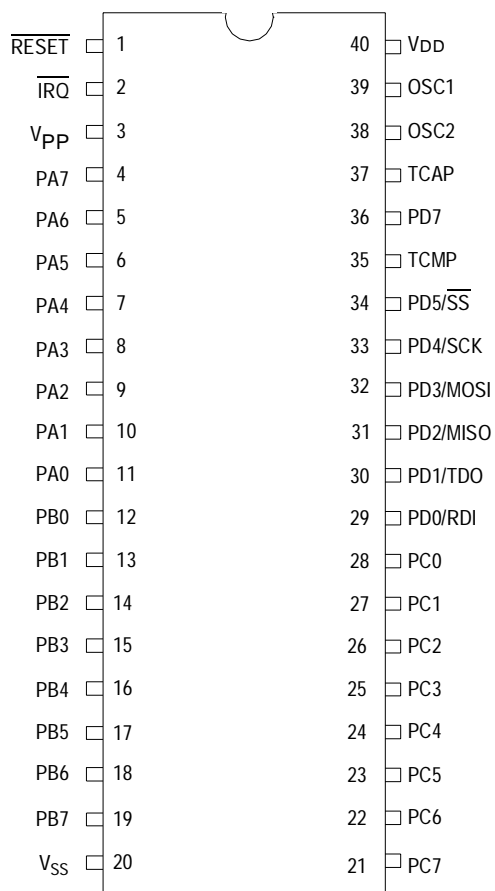 R̅E̅S̅E̅T̅ 1 40 VDD
I̅R̅Q̅ 2 39 OSC1
VPP 3 38 OSC2
PA7 4 37 TCAP
PA6 5 36 PD7
PA5 6 35 TCMP
PA4 7 34 PD5/S̅S̅
PA3 8 33 PD4/SCK
PA2 9 32 PD3/MOSI
PA1 10 31 PD2/MISO
PA0 11 30 PD1/TDO
PB0 12 29 PD0/RDI
PB1 13 28 PC0
PB2 14 27 PC1
PB3 15 26 PC2
PB4 16 25 PC3
PB5 17 24 PC4
PB6 18 23 PC5
PB7 19 22 PC6
VSS 20 21 PC7